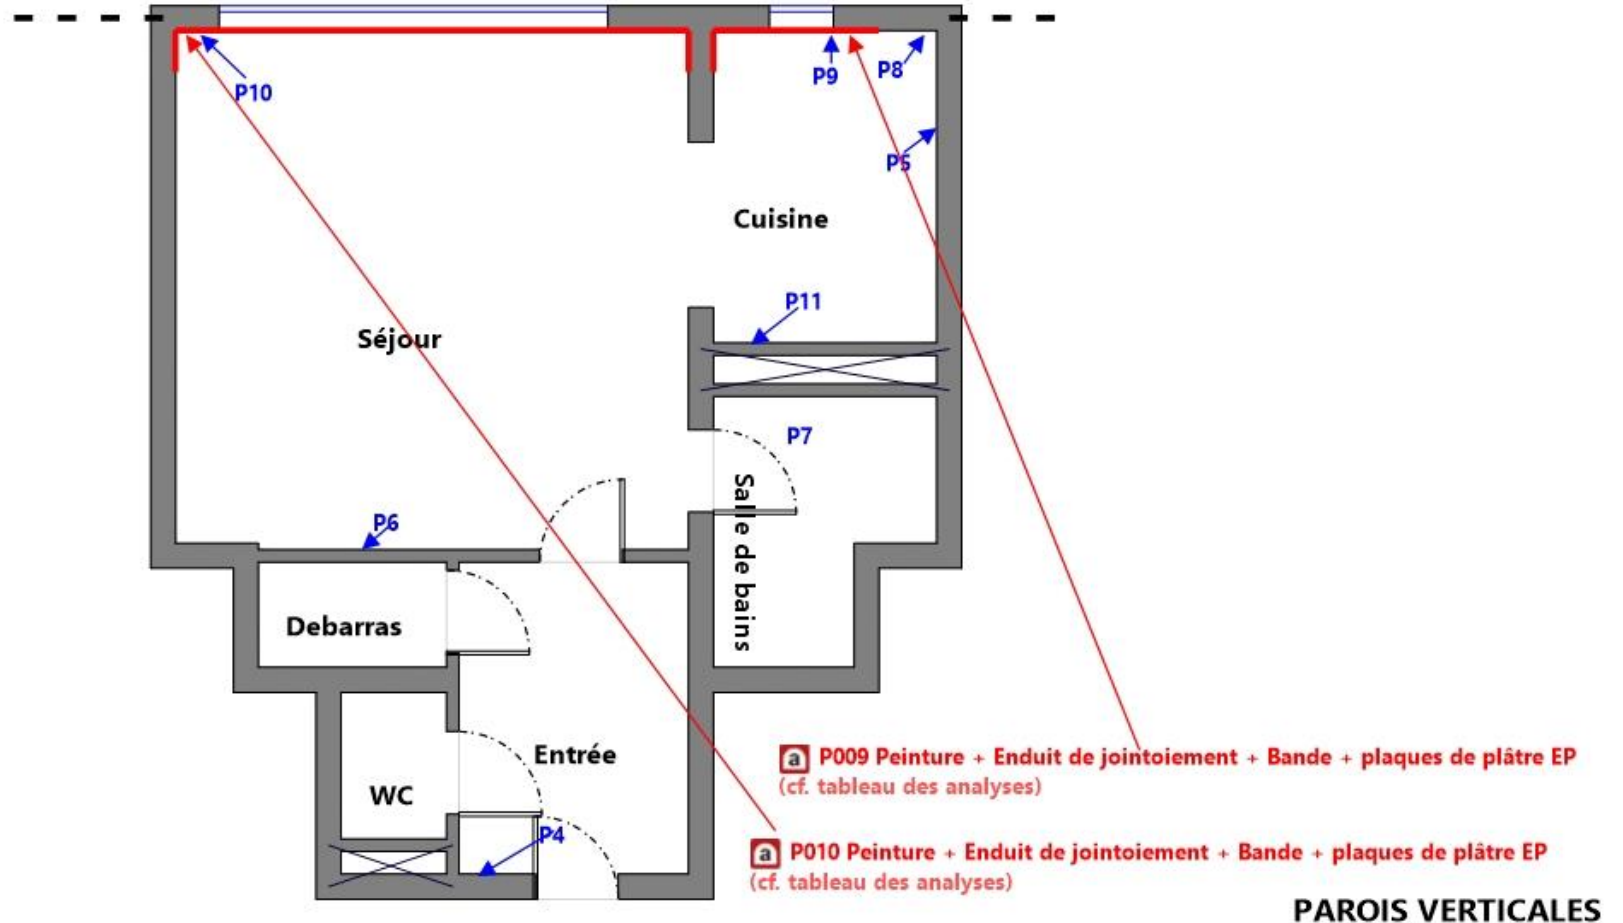 P10
P9
P8
P5
Cuisine
P11
Séjour
P7
Salle de bains
P6
Debarras
Entrée
WC
P4
a P009 Peinture + Enduit de jointoiement + Bande + plaques de plâtre EP
(cf. tableau des analyses)
a P010 Peinture + Enduit de jointoiement + Bande + plaques de plâtre EP
(cf. tableau des analyses)
PAROIS VERTICALES